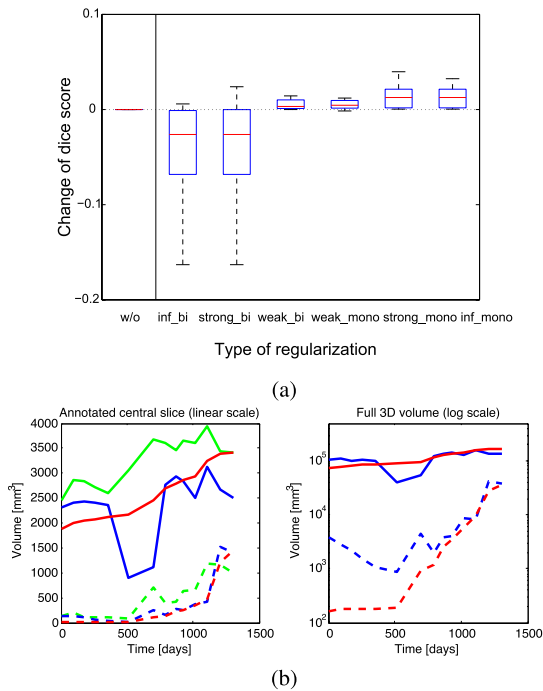 0.1
0
−0.1
−0.2
Change of dice score
w/o inf_bi strong_bi weak_bi weak_mono strong_mono inf_mono
Type of regularization
(a)
Annotated central slice (linear scale)
4000
3500
3000
2500
2000
1500
1000
500
0
Volume [mm³]
0 500 1000 1500
Time [days]
Full 3D volume (log scale)
10⁵
10⁴
10³
10²
Volume [mm³]
0 500 1000 1500
Time [days]
(b)